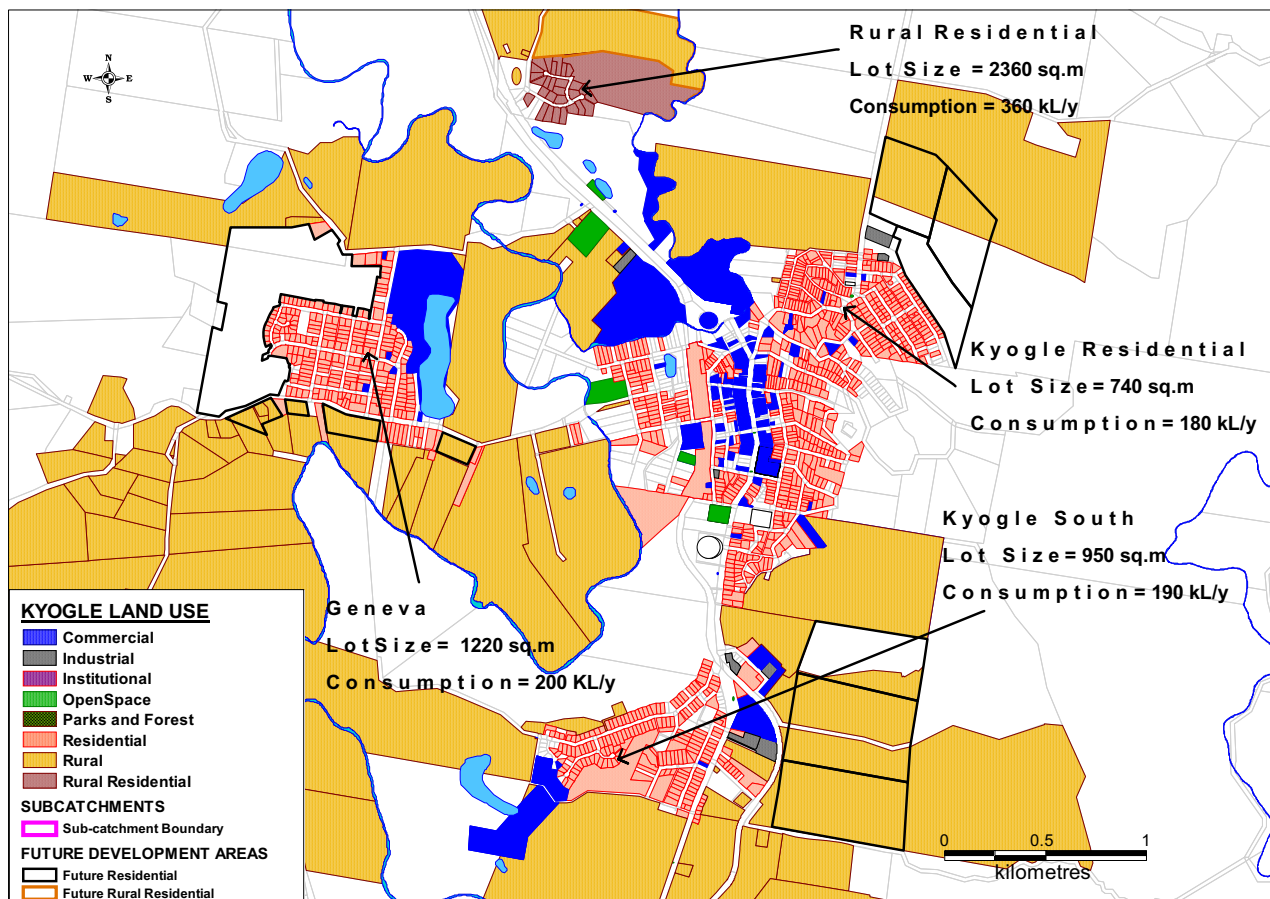 N
W E
S
Rural Residential
Lot Size = 2360 sq.m
Consumption = 360 kL/y
Kyogle Residential
Lot Size = 740 sq.m
Consumption = 180 kL/y
Kyogle South
Lot Size = 950 sq.m
Consumption = 190 kL/y
Geneva
Lot Size = 1220 sq.m
Consumption = 200 KL/y
KYOGLE LAND USE
Commercial
Industrial
Institutional
OpenSpace
Parks and Forest
Residential
Rural
Rural Residential
SUBCATCHMENTS
Sub-catchment Boundary
FUTURE DEVELOPMENT AREAS
Future Residential
Future Rural Residential
0 0.5 1
kilometres